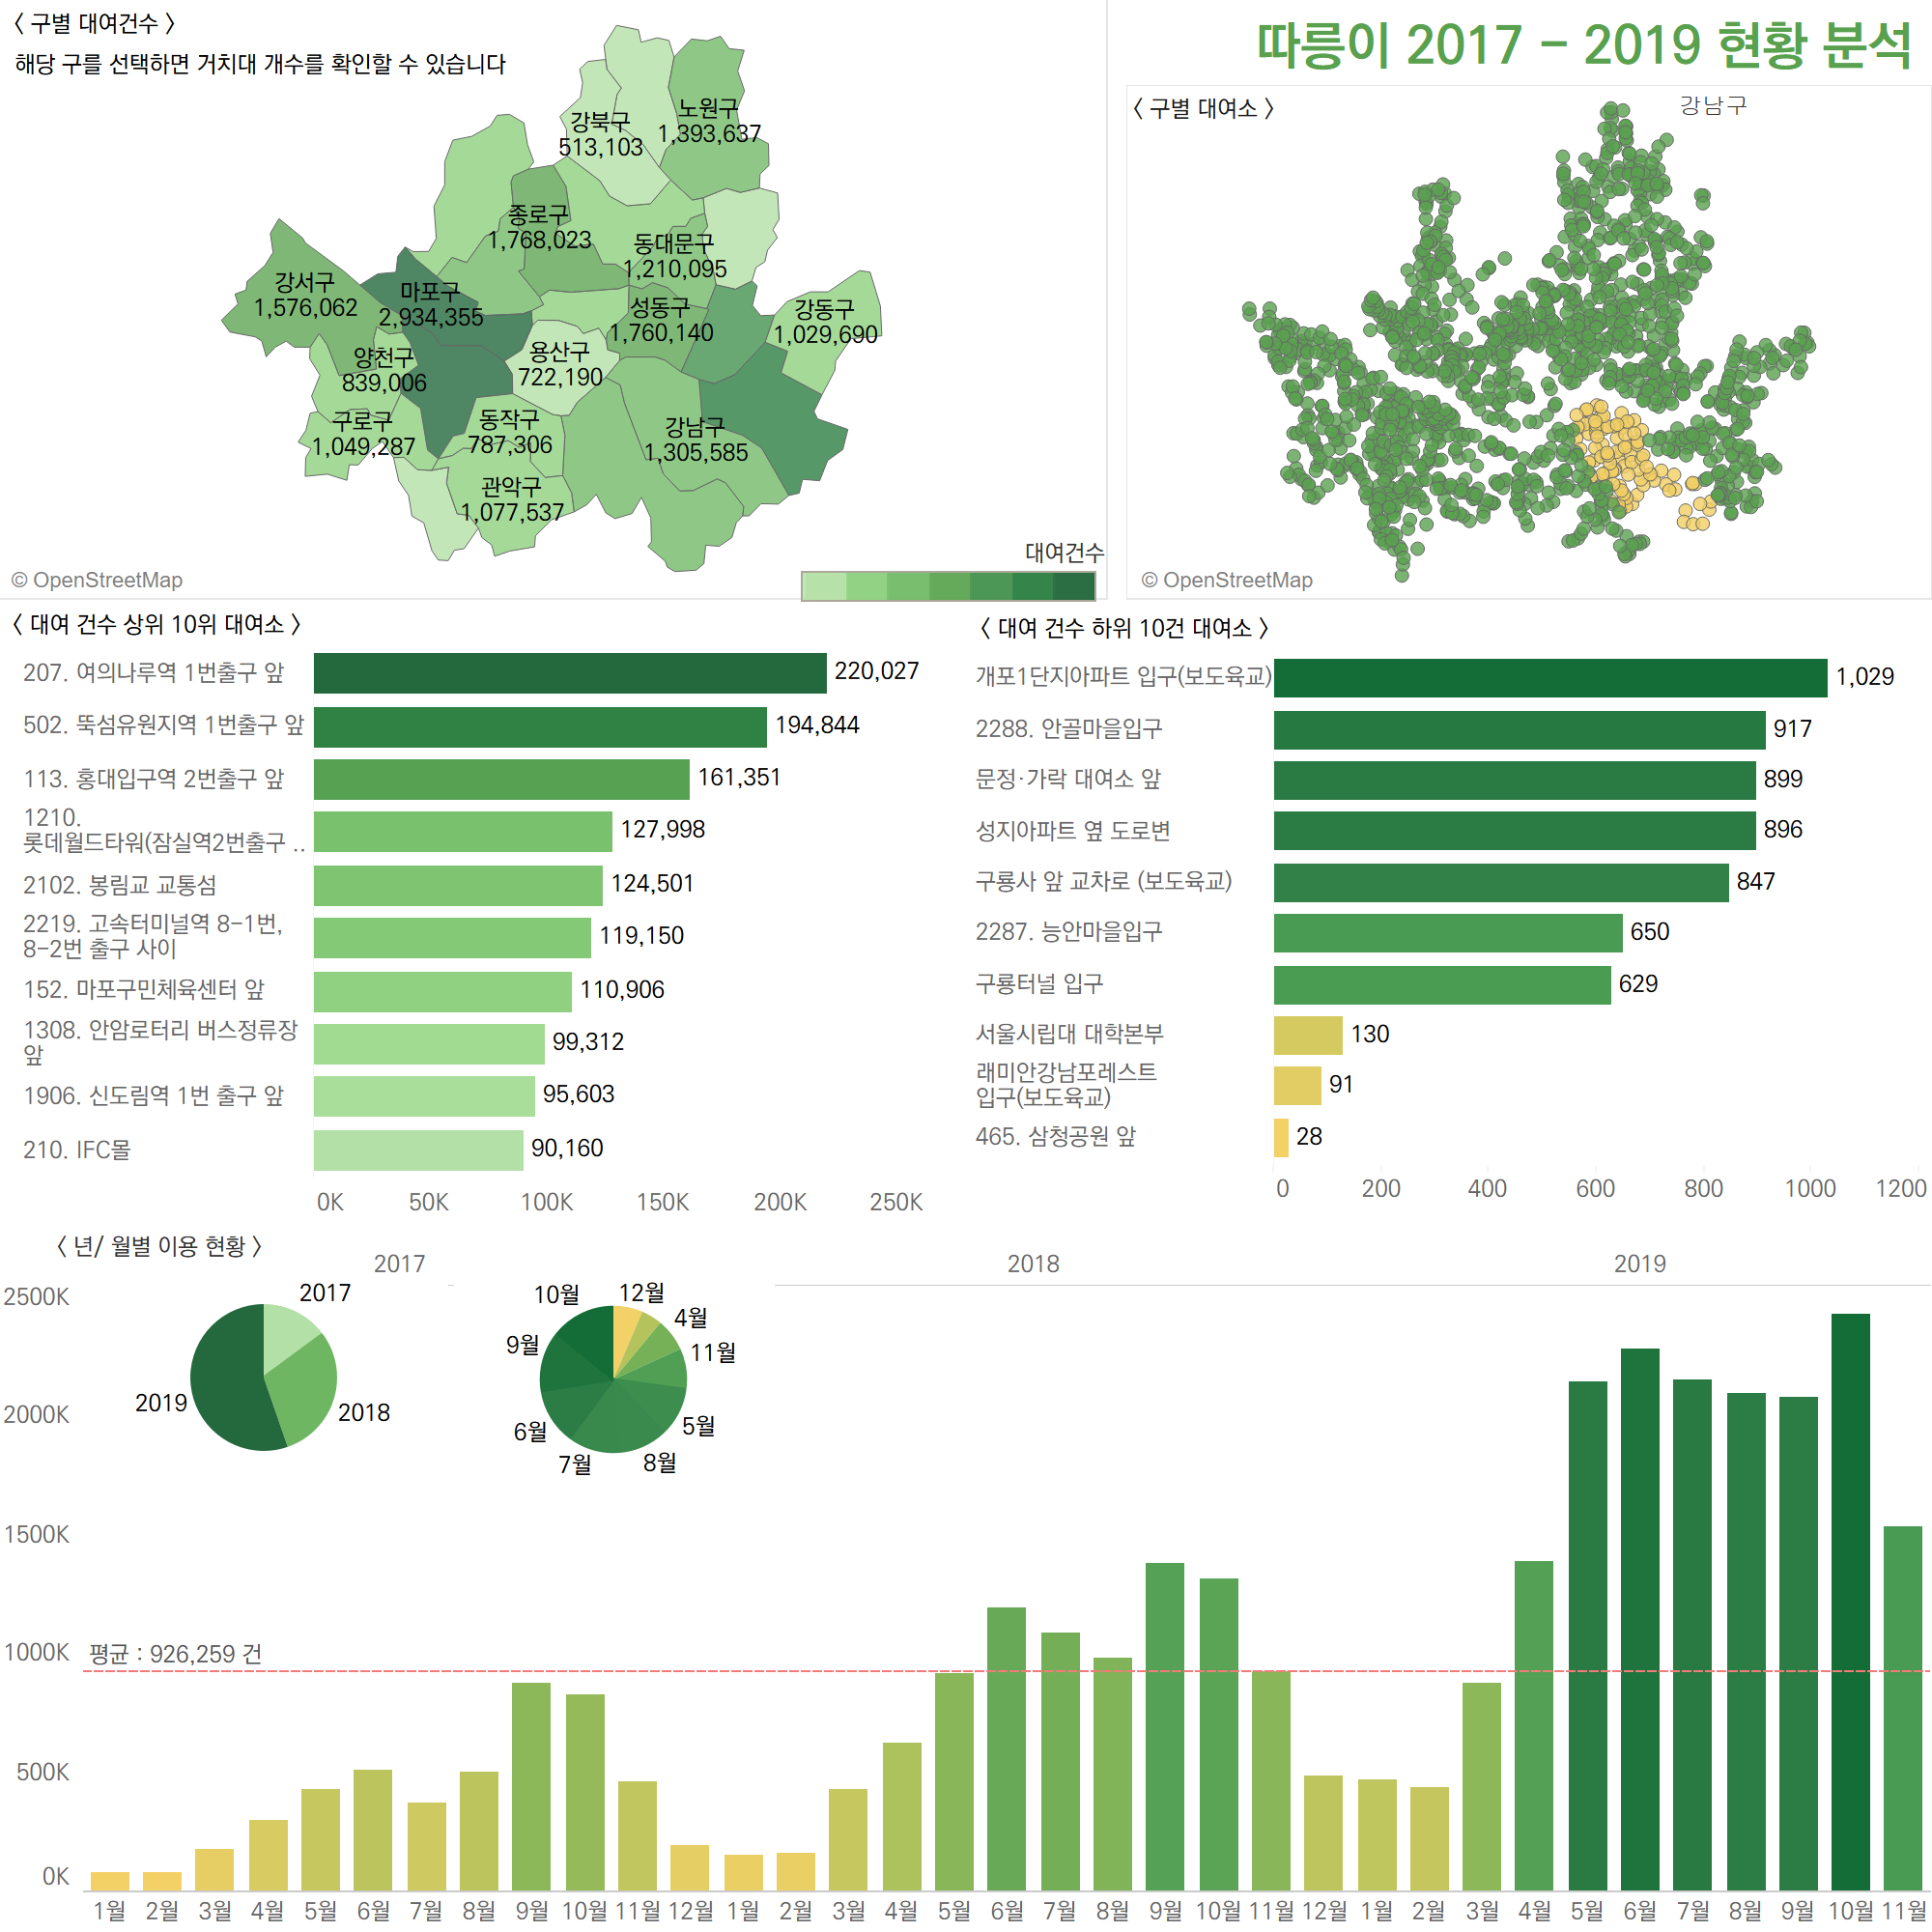 〈 구별 대여건수 〉
해당 구를 선택하면 거치대 개수를 확인할 수 있습니다
따릉이 2017 – 2019 현황 분석
강북구
513,103
노원구
1,393,637
종로구
1,768,023
동대문구
1,210,095
강서구
1,576,062
마포구
2,934,355
성동구
1,760,140
강동구
1,029,690
양천구
839,006
용산구
722,190
구로구
1,049,287
동작구
787,306
강남구
1,305,585
관악구
1,077,537
대여건수
© OpenStreetMap
〈 구별 대여소 〉
강남구
© OpenStreetMap
〈 대여 건수 상위 10위 대여소 〉
207. 여의나루역 1번출구 앞
220,027
502. 뚝섬유원지역 1번출구 앞
194,844
113. 홍대입구역 2번출구 앞
161,351
1210.
롯데월드타워(잠실역2번출구 ..
127,998
2102. 봉림교 교통섬
124,501
2219. 고속터미널역 8-1번,
8-2번 출구 사이
119,150
152. 마포구민체육센터 앞
110,906
1308. 안암로터리 버스정류장
앞
99,312
1906. 신도림역 1번 출구 앞
95,603
210. IFC몰
90,160
0K 50K 100K 150K 200K 250K
〈 대여 건수 하위 10건 대여소 〉
개포1단지아파트 입구(보도육교)
1,029
2288. 안골마을입구
917
문정·가락 대여소 앞
899
성지아파트 옆 도로변
896
구룡사 앞 교차로 (보도육교)
847
2287. 능안마을입구
650
구룡터널 입구
629
서울시립대 대학본부
130
래미안강남포레스트
입구(보도육교)
91
465. 삼청공원 앞
28
0 200 400 600 800 1000 1200
〈 년/ 월별 이용 현황 〉
2017 2018 2019
2017
2018
2019
10월
12월
4월
11월
5월
8월
7월
6월
9월
2500K
2000K
1500K
1000K
500K
0K
평균 : 926,259 건
1월 2월 3월 4월 5월 6월 7월 8월 9월 10월 11월 12월 1월 2월 3월 4월 5월 6월 7월 8월 9월 10월 11월 12월 1월 2월 3월 4월 5월 6월 7월 8월 9월 10월 11월